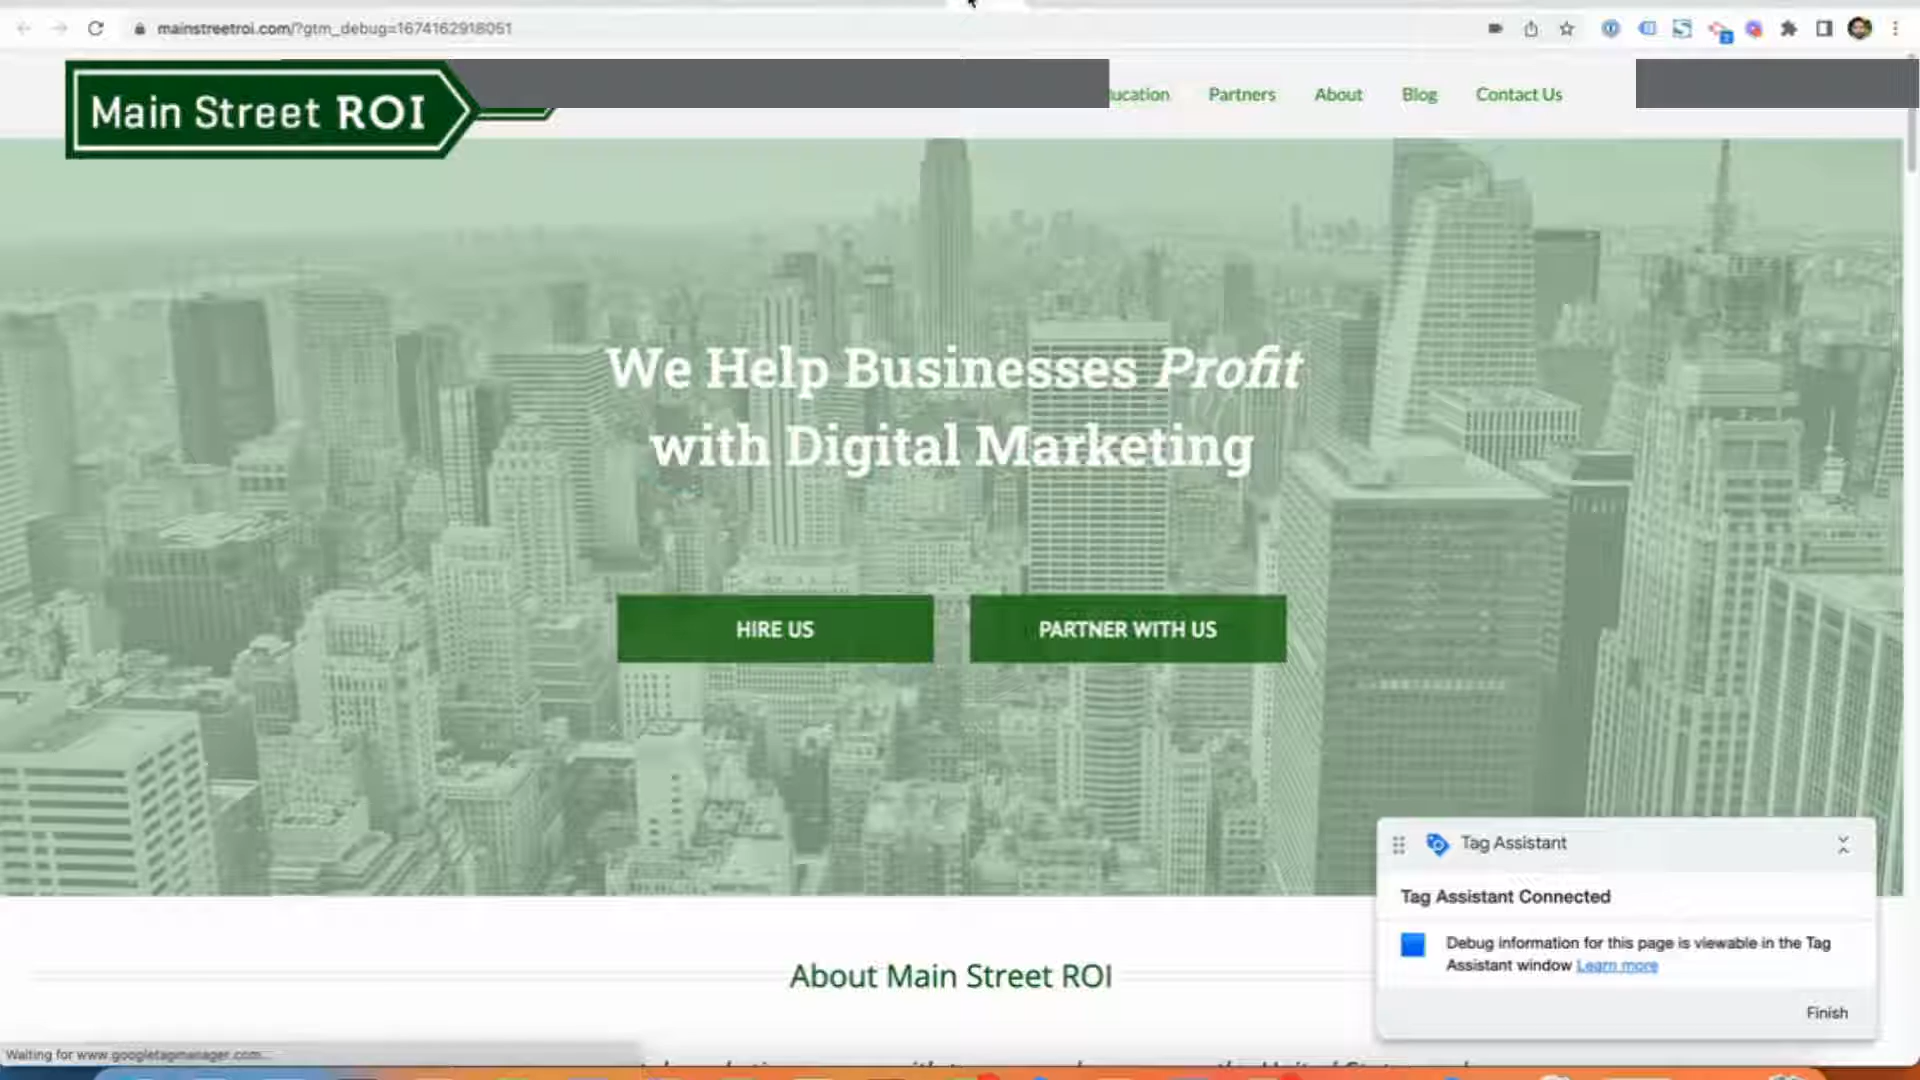 mainstreetroi.com/?gtm_debug=1674162918051
Main Street ROI
ucation Partners About Blog Contact Us
We Help Businesses Profit
with Digital Marketing
HIRE US
PARTNER WITH US
Tag Assistant
Tag Assistant Connected
Debug information for this page is viewable in the Tag
Assistant window Learn more
Finish
About Main Street ROI
Waiting for www.googletagmanager.com...